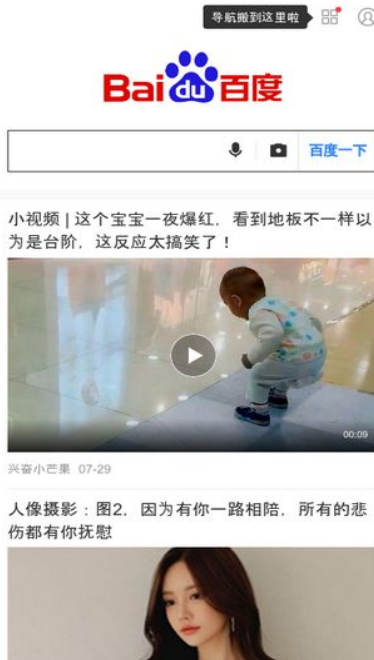 导航搬到这里啦
Bai du 百度
百度一下
小视频 | 这个宝宝一夜爆红，看到地板不一样以
为是台阶，这反应太搞笑了！
00:09
兴奋小芒果 07-29
人像摄影：图2，因为有你一路相陪，所有的悲
伤都有你抚慰